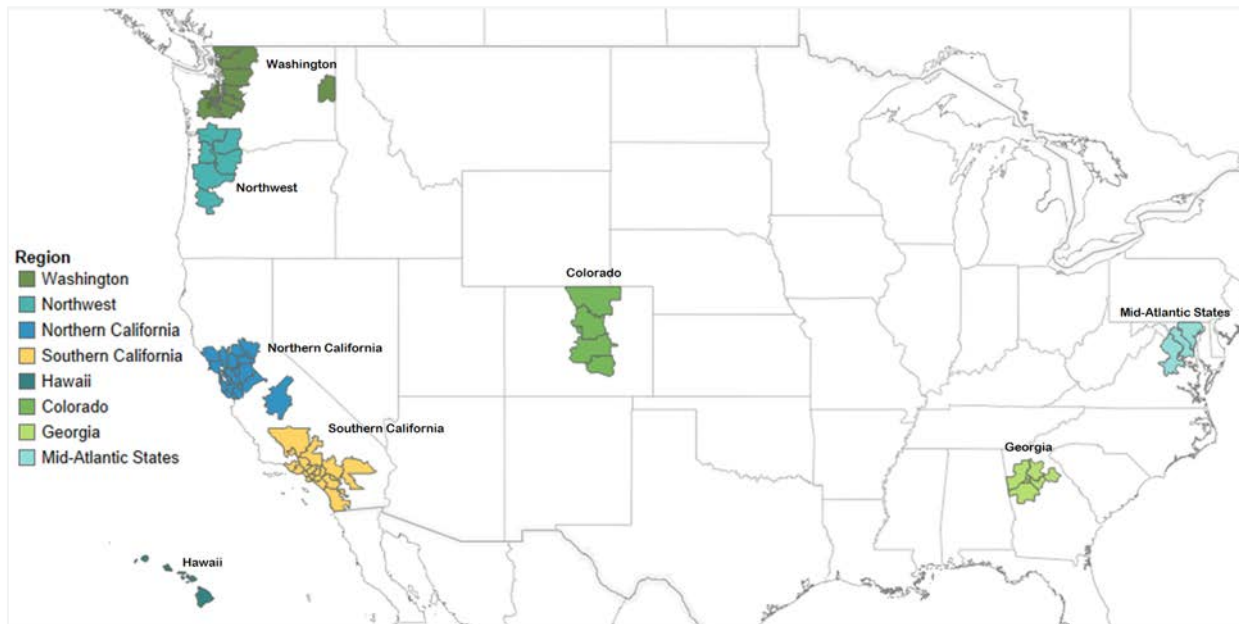 Washington
Northwest
Region
Washington
Northwest
Northern California
Southern California
Hawaii
Colorado
Georgia
Mid-Atlantic States
Colorado
Mid-Atlantic States
Northern California
Southern California
Georgia
Hawaii